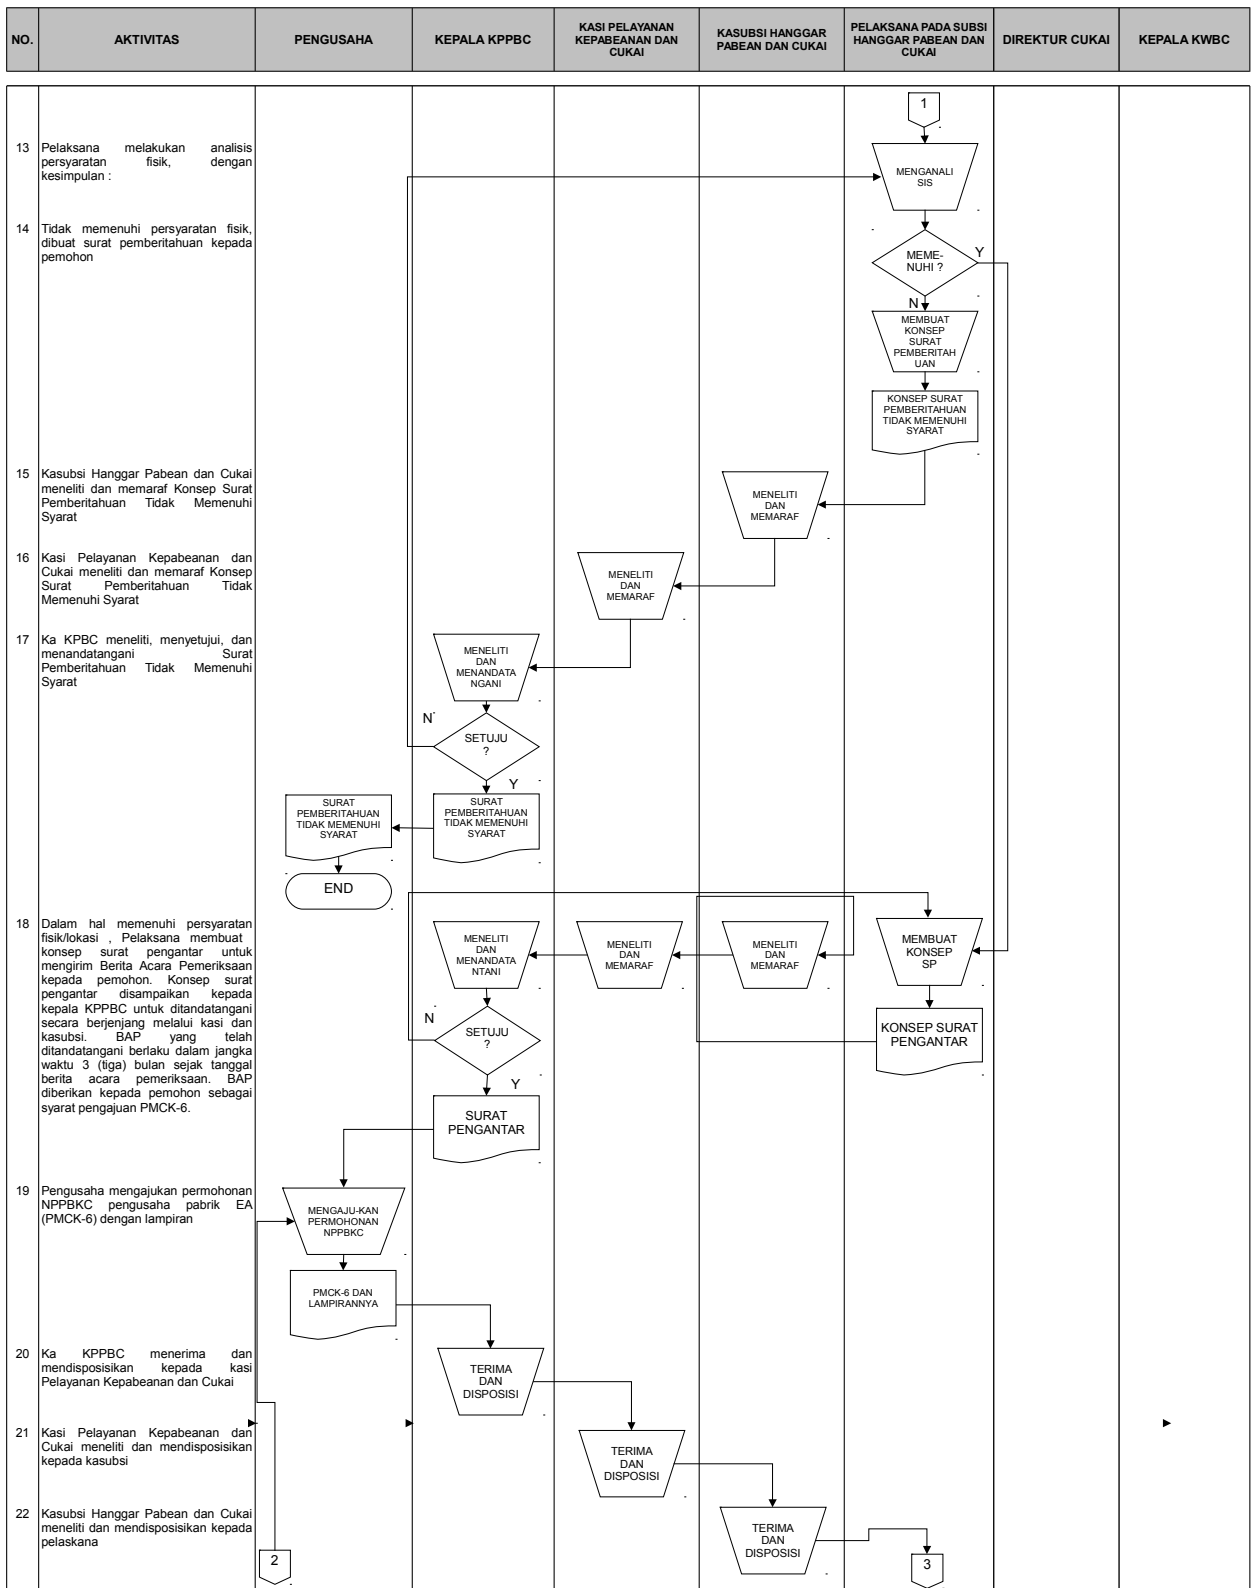 NO.
AKTIVITAS
PENGUSAHA
KEPALA KPPBC
KASI PELAYANAN
KEPABEANAN DAN
CUKAI
KASUBSI HANGGAR
PABEAN DAN CUKAI
PELAKSANA PADA SUBSI
HANGGAR PABEAN DAN
CUKAI
DIREKTUR CUKAI
KEPALA KWBC
1
13 Pelaksana melakukan analisis
persyaratan fisik, dengan
kesimpulan :
MENGANALI
SIS
14 Tidak memenuhi persyaratan fisik,
dibuat surat pemberitahuan kepada
pemohon
MEME-
NUHI ?
Y
N
MEMBUAT
KONSEP
SURAT
PEMBERITAH
UAN
KONSEP SURAT
PEMBERITAHUAN
TIDAK MEMENUHI
SYARAT
15 Kasubsi Hanggar Pabean dan Cukai
meneliti dan memaraf Konsep Surat
Pemberitahuan Tidak Memenuhi
Syarat
MENELITI
DAN
MEMARAF
16 Kasi Pelayanan Kepabeanan dan
Cukai meneliti dan memaraf Konsep
Surat Pemberitahuan Tidak
Memenuhi Syarat
MENELITI
DAN
MEMARAF
17 Ka KPBC meneliti, menyetujui, dan
menandatangani Surat
Pemberitahuan Tidak Memenuhi
Syarat
MENELITI
DAN
MENANDATA
NGANI
N
SETUJU
?
Y
SURAT
PEMBERITAHUAN
TIDAK MEMENUHI
SYARAT
SURAT
PEMBERITAHUAN
TIDAK MEMENUHI
SYARAT
END
18 Dalam hal memenuhi persyaratan
fisik/lokasi , Pelaksana membuat
konsep surat pengantar untuk
mengirim Berita Acara Pemeriksaan
kepada pemohon. Konsep surat
pengantar disampaikan kepada
kepala KPPBC untuk ditandatangani
secara berjenjang melalui kasi dan
kasubsi. BAP yang telah
ditandatangani berlaku dalam jangka
waktu 3 (tiga) bulan sejak tanggal
berita acara pemeriksaan. BAP
diberikan kepada pemohon sebagai
syarat pengajuan PMCK-6.
MENELITI
DAN
MENANDATA
NTANI
MENELITI
DAN
MEMARAF
MENELITI
DAN
MEMARAF
MEMBUAT
KONSEP
SP
N
SETUJU
?
Y
KONSEP SURAT
PENGANTAR
SURAT
PENGANTAR
19 Pengusaha mengajukan permohonan
NPPBKC pengusaha pabrik EA
(PMCK-6) dengan lampiran
MENGAJU-KAN
PERMOHONAN
NPPBKC
PMCK-6 DAN
LAMPIRANNYA
20 Ka KPPBC menerima dan
mendisposisikan kepada kasi
Pelayanan Kepabeanan dan Cukai
TERIMA
DAN
DISPOSISI
21 Kasi Pelayanan Kepabeanan dan
Cukai meneliti dan mendisposisikan
kepada kasubsi
TERIMA
DAN
DISPOSISI
22 Kasubsi Hanggar Pabean dan Cukai
meneliti dan mendisposisikan kepada
pelaskana
TERIMA
DAN
DISPOSISI
2
3